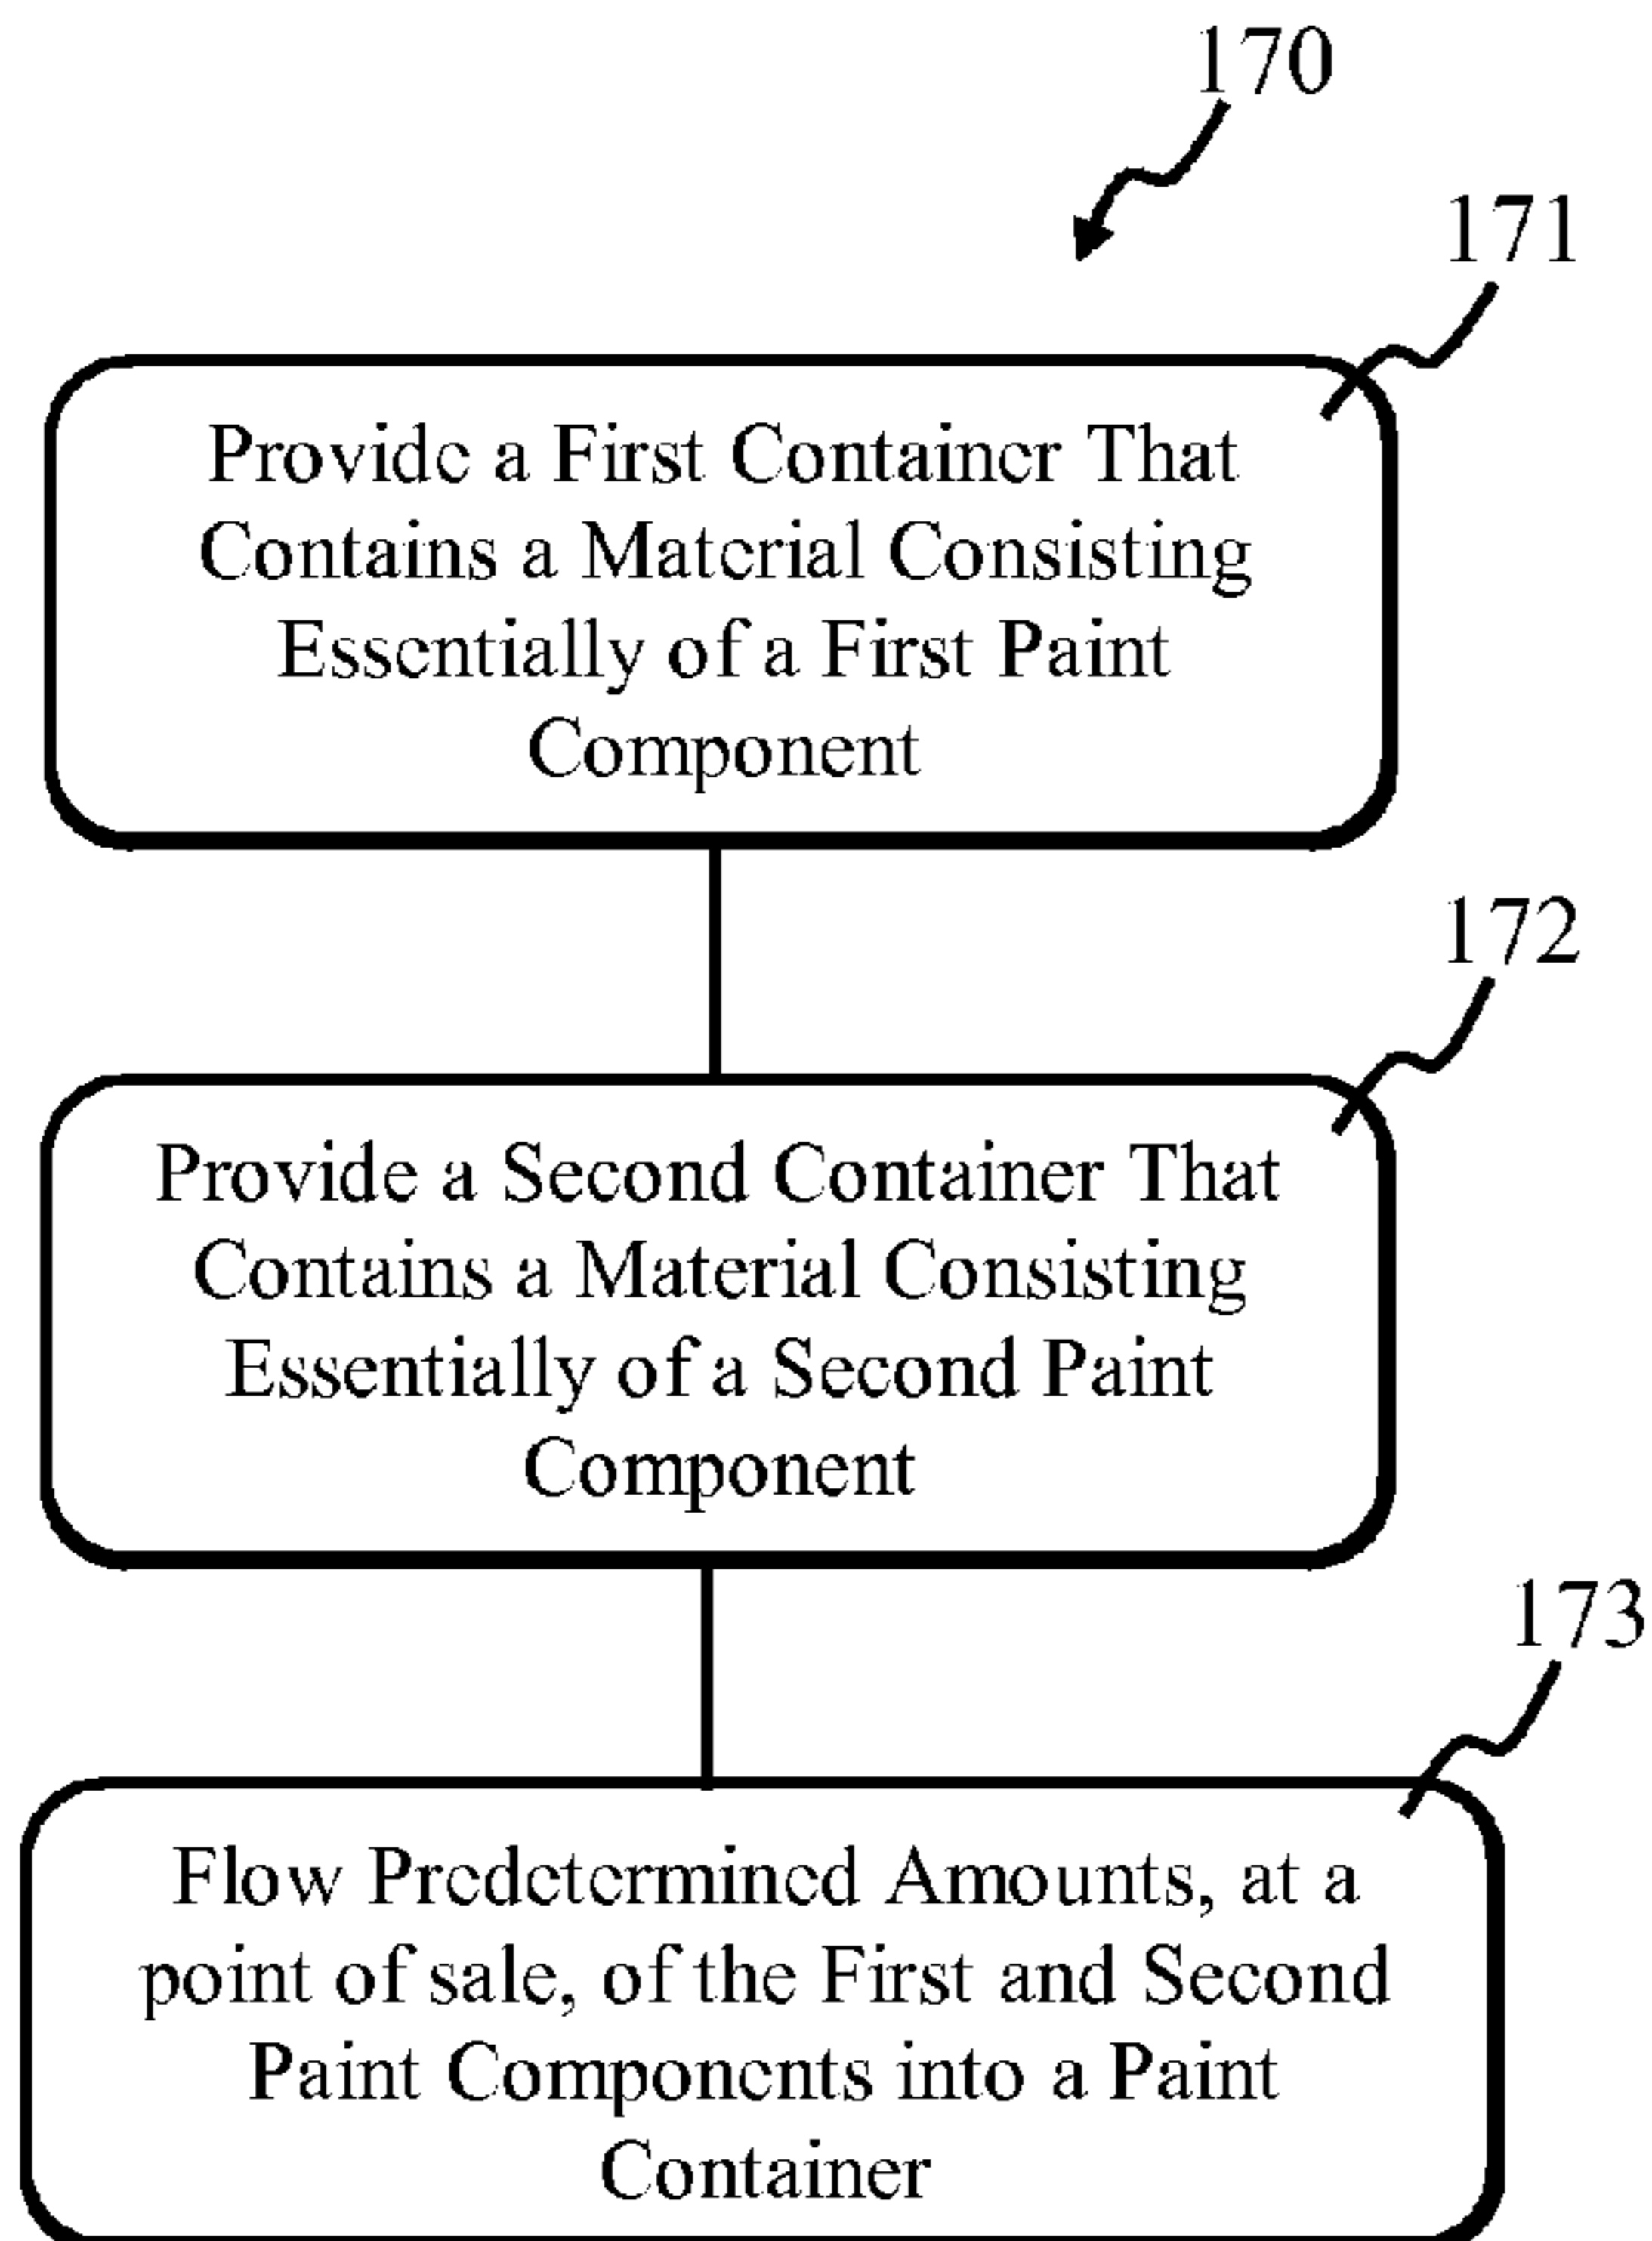 170
171
Provide a First Container That
Contains a Material Consisting
Essentially of a First Paint
Component
172
Provide a Second Container That
Contains a Material Consisting
Essentially of a Second Paint
Component
173
Flow Predetermined Amounts, at a
point of sale, of the First and Second
Paint Components into a Paint
Container